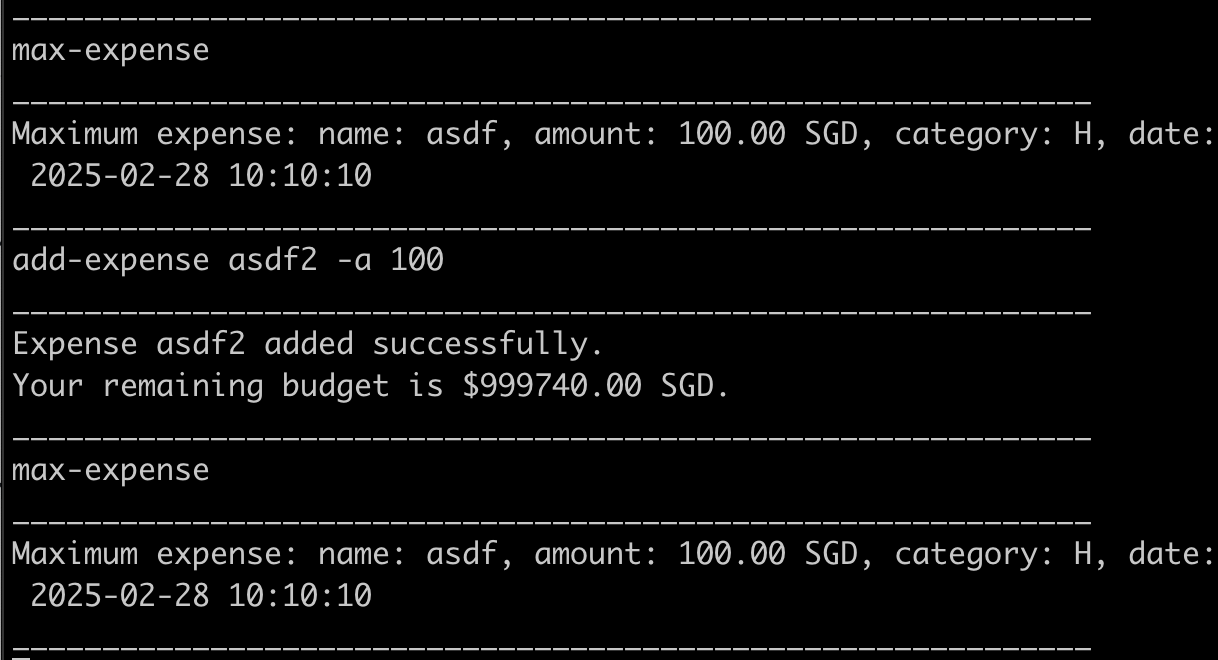 ____________________________________________________________
max-expense
____________________________________________________________
Maximum expense: name: asdf, amount: 100.00 SGD, category: H, date:
 2025-02-28 10:10:10
____________________________________________________________
add-expense asdf2 -a 100
____________________________________________________________
Expense asdf2 added successfully.
Your remaining budget is $999740.00 SGD.
____________________________________________________________
max-expense
____________________________________________________________
Maximum expense: name: asdf, amount: 100.00 SGD, category: H, date:
 2025-02-28 10:10:10
____________________________________________________________